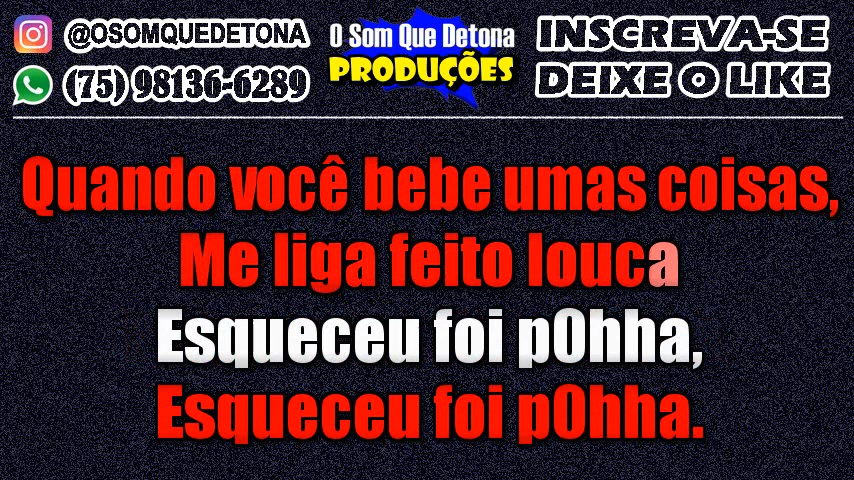 @OSOMQUEDETONA
(75) 98136-6289
O Som Que Detona
PRODUÇÕES
INSCREVA-SE
DEIXE O LIKE
Quando você bebe umas coisas,
Me liga feito louca
Esqueceu foi p0hha,
Esqueceu foi p0hha.